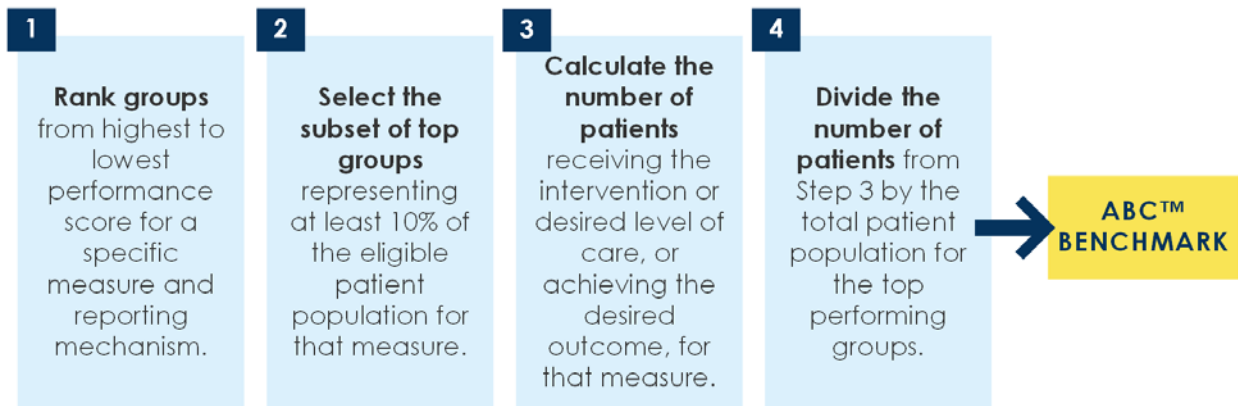 1
Rank groups
from highest to
lowest
performance
score for a
specific
measure and
reporting
mechanism.
2
Select the
subset of top
groups
representing
at least 10% of
the eligible
patient
population for
that measure.
3
Calculate the
number of
patients
receiving the
intervention or
desired level of
care, or
achieving the
desired
outcome, for
that measure.
4
Divide the
number of
patients from
Step 3 by the
total patient
population for
the top
performing
groups.
ABC™
BENCHMARK